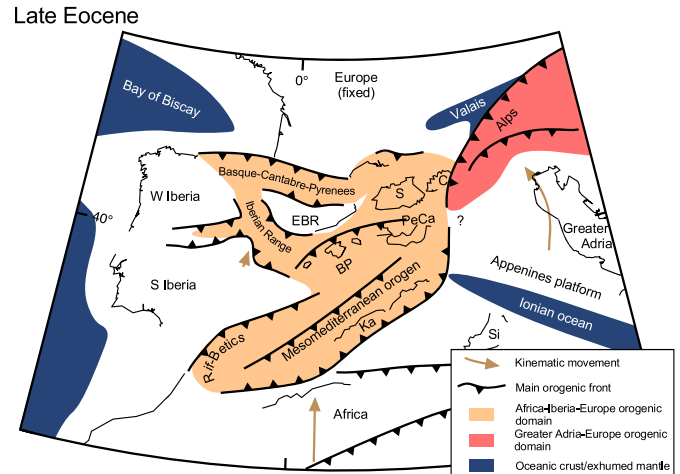 Late Eocene
0°
Europe
(fixed)
Bay of Biscay
Valais
Alps
Basque-Cantabre-Pyrenees
W Iberia
S
C
40°
Iberian Range
EBR
PeCa
?
Greater
Adria
BP
S Iberia
Appenines platform
Mesomediterranean orogen
Ionian ocean
Ka
Si
Rif-Betics
Africa
Kinematic movement
Main orogenic front
Africa-Iberia-Europe orogenic
domain
Greater Adria-Europe orogenic
domain
Oceanic crust/exhumed mantle